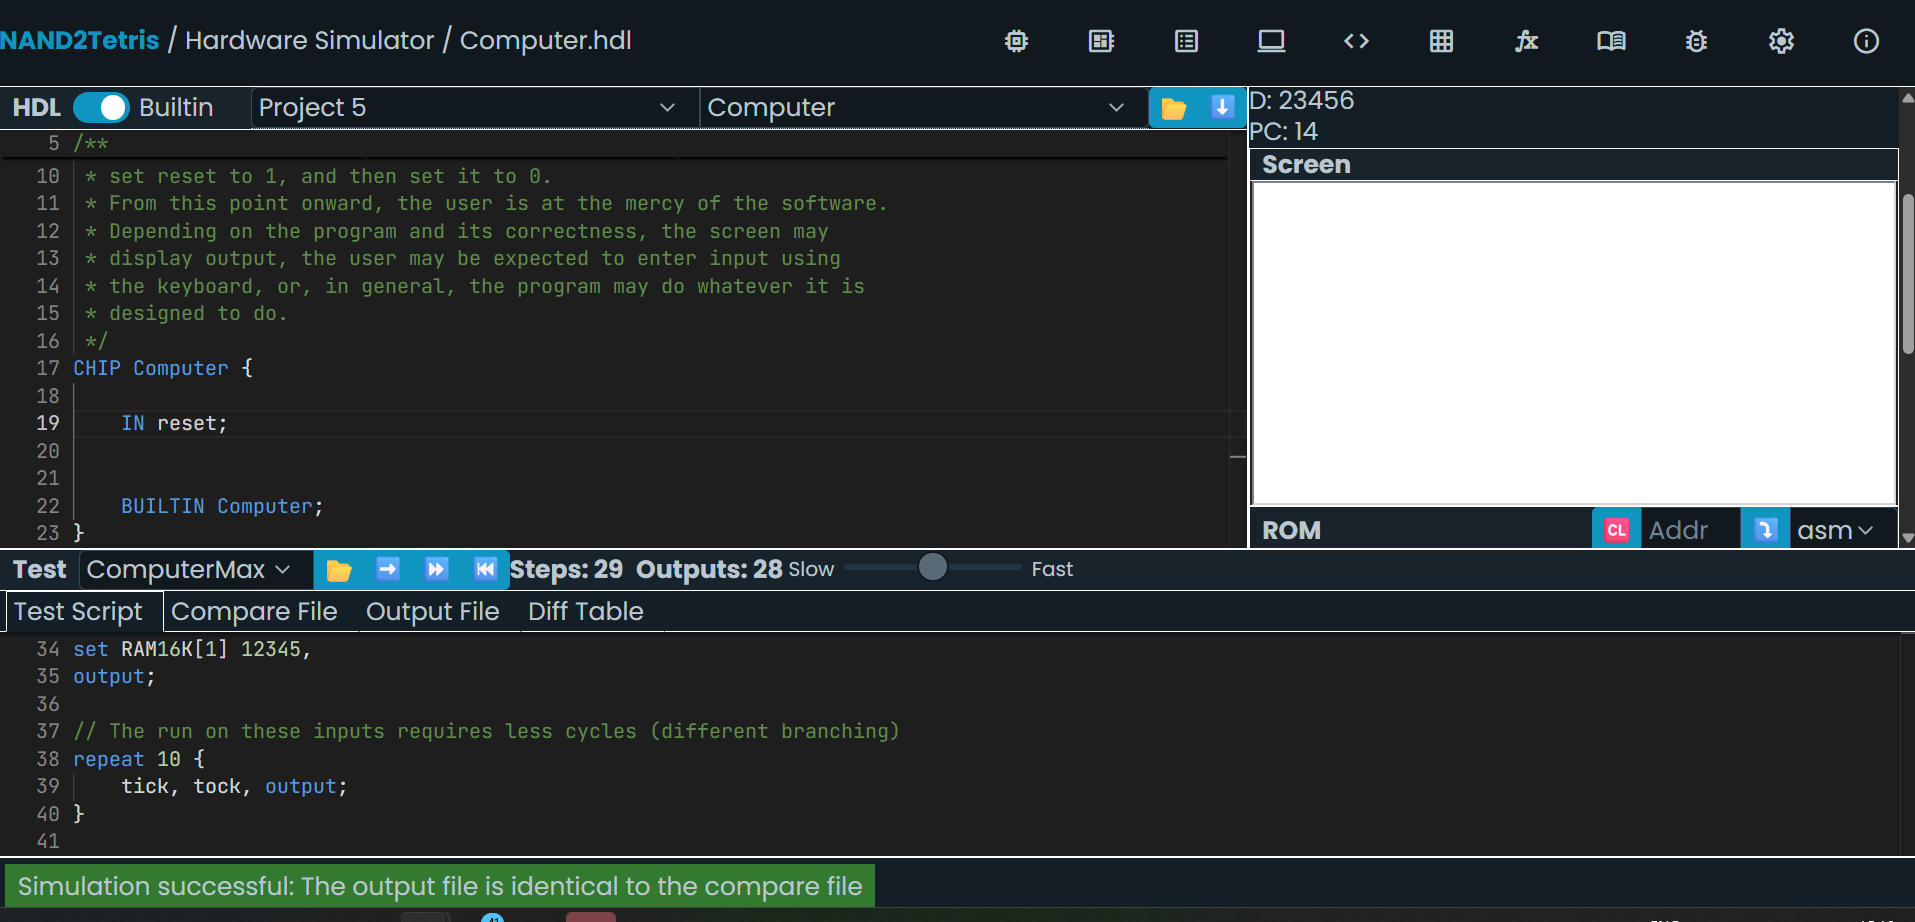 NAND2Tetris / Hardware Simulator / Computer.hdl
HDL Builtin Project 5 Computer
5 /**
10 * set reset to 1, and then set it to 0.
11 * From this point onward, the user is at the mercy of the software.
12 * Depending on the program and its correctness, the screen may
13 * display output, the user may be expected to enter input using
14 * the keyboard, or, in general, the program may do whatever it is
15 * designed to do.
16 */
17 CHIP Computer {
18
19 IN reset;
20
21
22 BUILTIN Computer;
23 }
D: 23456
PC: 14
Screen
ROM CL Addr asm
Test ComputerMax Steps: 29 Outputs: 28 Slow Fast
Test Script Compare File Output File Diff Table
34 set RAM16K[1] 12345,
35 output;
36
37 // The run on these inputs requires less cycles (different branching)
38 repeat 10 {
39 tick, tock, output;
40 }
41
Simulation successful: The output file is identical to the compare file